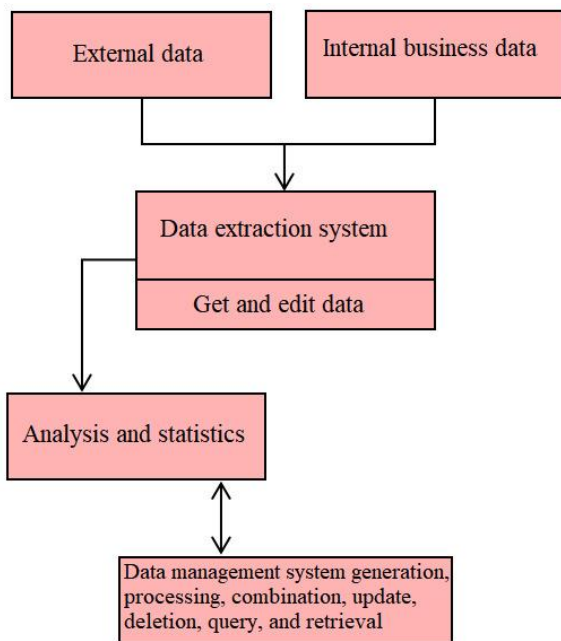 External data
Internal business data
Data extraction system
Get and edit data
Analysis and statistics
Data management system generation,
processing, combination, update,
deletion, query, and retrieval